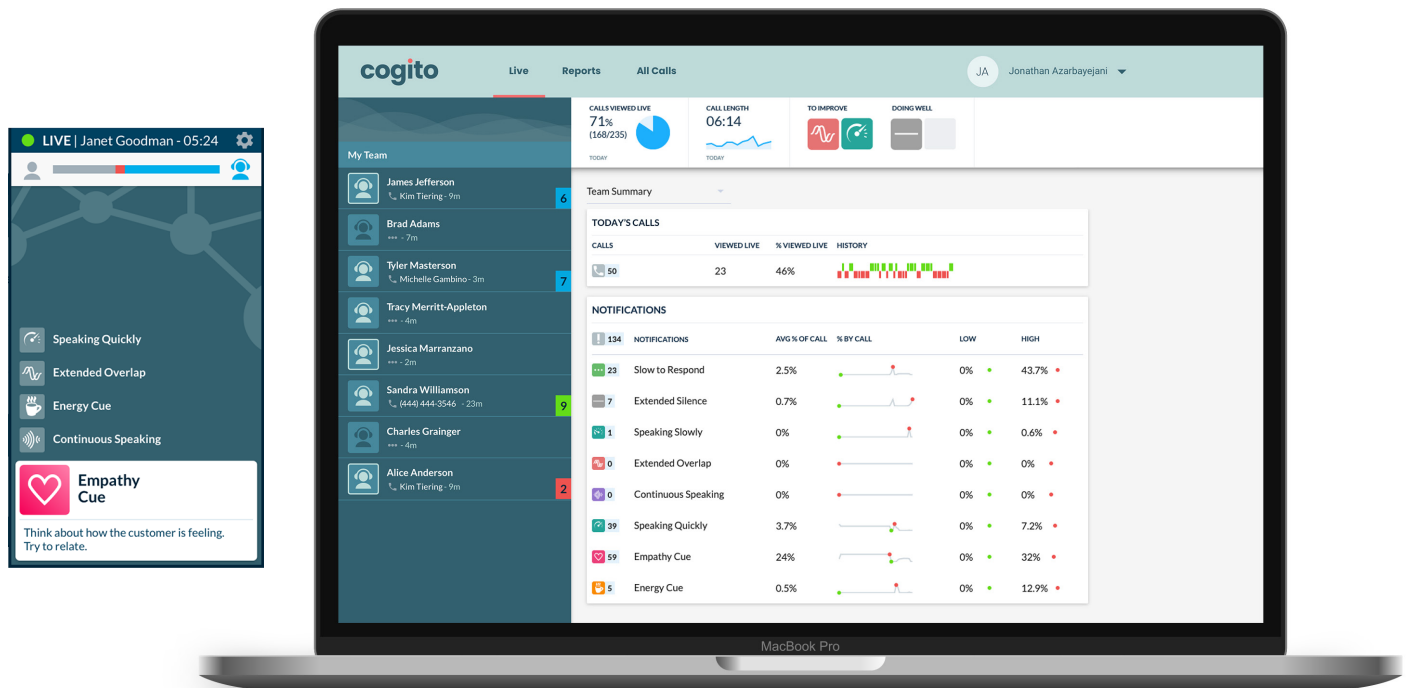 LIVE | Janet Goodman - 05:24
Speaking Quickly
Extended Overlap
Energy Cue
Continuous Speaking
Empathy
Cue
Think about how the customer is feeling.
Try to relate.
cogito
Live
Reports
All Calls
JA
Jonathan Azarbayejani
My Team
James Jefferson
Kim Tiering - 9m
6
Brad Adams
••• - 7m
Tyler Masterson
Michelle Gambino - 3m
7
Tracy Merritt-Appleton
••• - 4m
Jessica Marranzano
••• - 2m
Sandra Williamson
(444) 444-3546 - 23m
9
Charles Grainger
••• - 4m
Alice Anderson
Kim Tiering - 9m
2
CALLS VIEWED LIVE
71%
(168/235)
TODAY
CALL LENGTH
06:14
TODAY
TO IMPROVE
DOING WELL
Team Summary
TODAY'S CALLS
CALLS VIEWED LIVE % VIEWED LIVE HISTORY
50 23 46%
NOTIFICATIONS
134 NOTIFICATIONS AVG % OF CALL % BY CALL LOW HIGH
23 Slow to Respond 2.5% 0% 43.7%
7 Extended Silence 0.7% 0% 11.1%
1 Speaking Slowly 0% 0% 0.6%
0 Extended Overlap 0% 0% 0%
0 Continuous Speaking 0% 0% 0%
39 Speaking Quickly 3.7% 0% 7.2%
59 Empathy Cue 24% 0% 32%
5 Energy Cue 0.5% 0% 12.9%
MacBook Pro